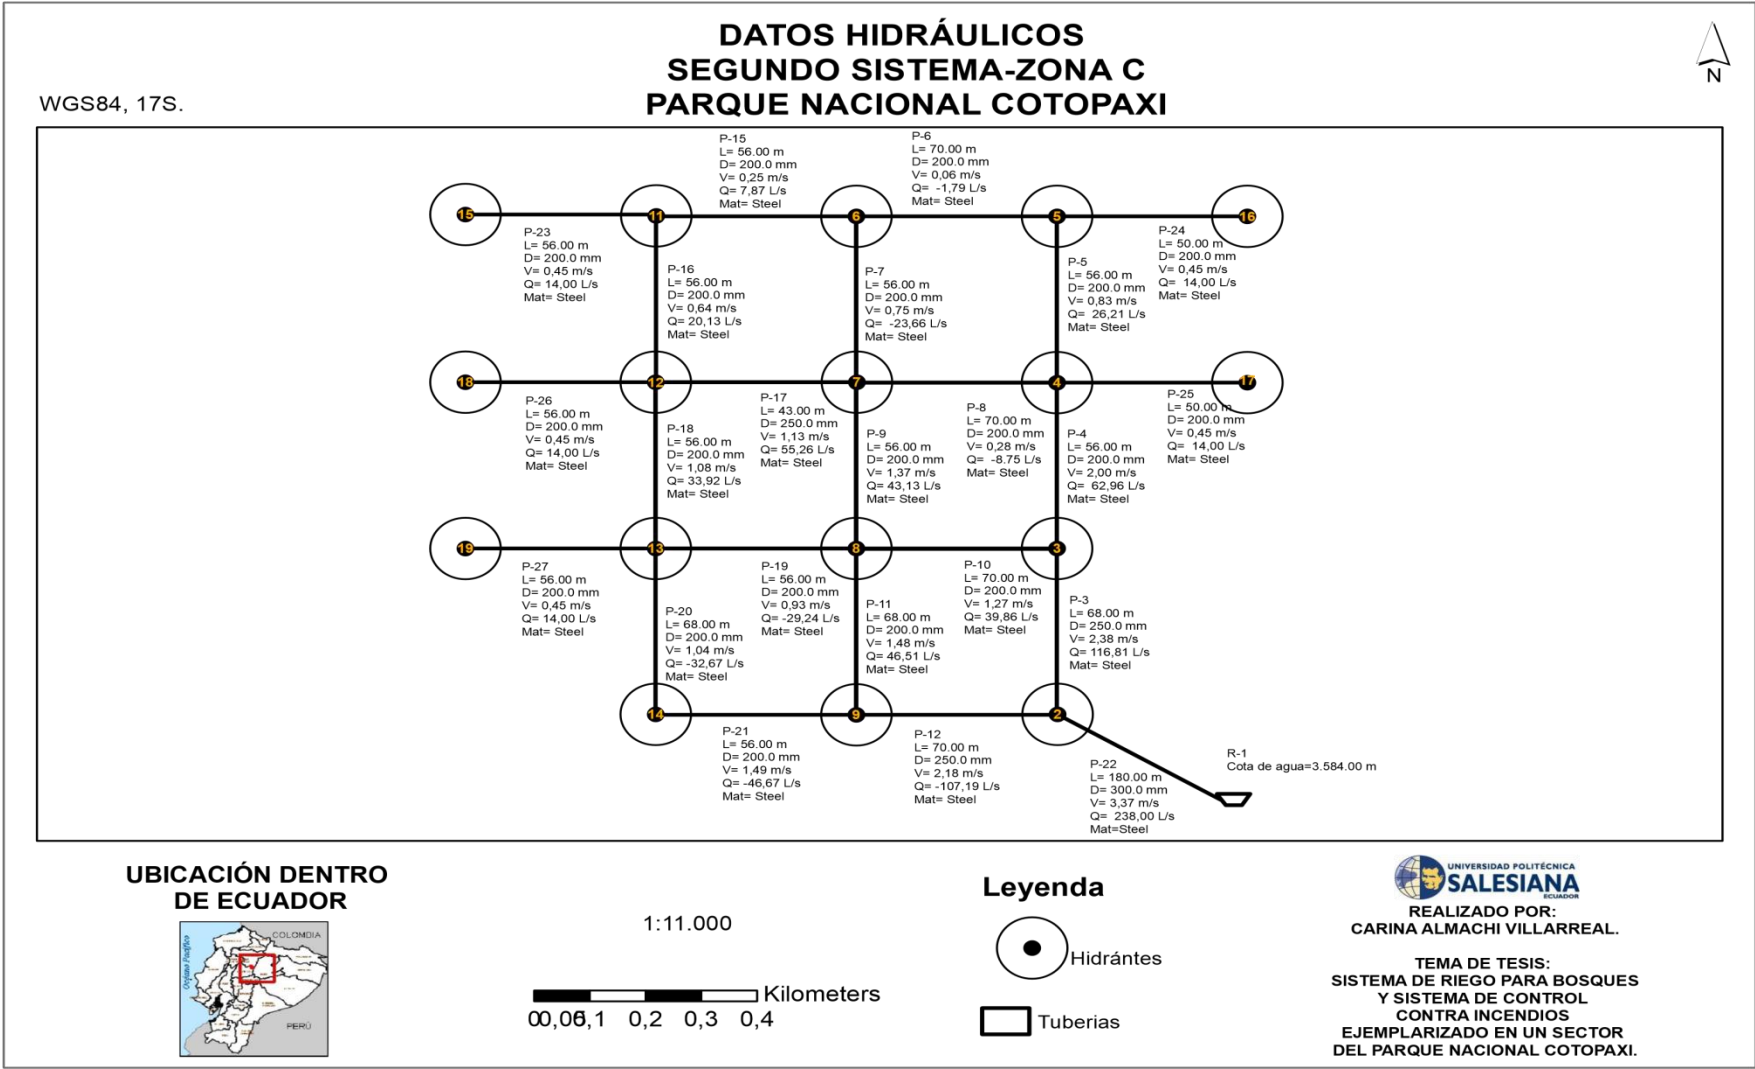 DATOS HIDRÁULICOS
SEGUNDO SISTEMA-ZONA C
PARQUE NACIONAL COTOPAXI
WGS84, 17S.
N
P-15
L= 56.00 m
D= 200.0 mm
V= 0,25 m/s
Q= 7,87 L/s
Mat= Steel
P-6
L= 70.00 m
D= 200.0 mm
V= 0,06 m/s
Q= -1,79 L/s
Mat= Steel
15
11
6
5
16
P-23
L= 56.00 m
D= 200.0 mm
V= 0,45 m/s
Q= 14,00 L/s
Mat= Steel
P-16
L= 56.00 m
D= 200.0 mm
V= 0,64 m/s
Q= 20,13 L/s
Mat= Steel
P-7
L= 56.00 m
D= 200.0 mm
V= 0,75 m/s
Q= -23,66 L/s
Mat= Steel
P-5
L= 56.00 m
D= 200.0 mm
V= 0,83 m/s
Q= 26,21 L/s
Mat= Steel
P-24
L= 50.00 m
D= 200.0 mm
V= 0,45 m/s
Q= 14,00 L/s
Mat= Steel
18
12
7
4
17
P-26
L= 56.00 m
D= 200.0 mm
V= 0,45 m/s
Q= 14,00 L/s
Mat= Steel
P-18
L= 56.00 m
D= 200.0 mm
V= 1,08 m/s
Q= 33,92 L/s
Mat= Steel
P-17
L= 43.00 m
D= 250.0 mm
V= 1,13 m/s
Q= 55,26 L/s
Mat= Steel
P-9
L= 56.00 m
D= 200.0 mm
V= 1,37 m/s
Q= 43,13 L/s
Mat= Steel
P-8
L= 70.00 m
D= 200.0 mm
V= 0,28 m/s
Q= -8.75 L/s
Mat= Steel
P-4
L= 56.00 m
D= 200.0 mm
V= 2,00 m/s
Q= 62,96 L/s
Mat= Steel
P-25
L= 50.00 m
D= 200.0 mm
V= 0,45 m/s
Q= 14,00 L/s
Mat= Steel
19
13
8
3
P-27
L= 56.00 m
D= 200.0 mm
V= 0,45 m/s
Q= 14,00 L/s
Mat= Steel
P-20
L= 68.00 m
D= 200.0 mm
V= 1,04 m/s
Q= -32,67 L/s
Mat= Steel
P-19
L= 56.00 m
D= 200.0 mm
V= 0,93 m/s
Q= -29,24 L/s
Mat= Steel
P-11
L= 68.00 m
D= 200.0 mm
V= 1,48 m/s
Q= 46,51 L/s
Mat= Steel
P-10
L= 70.00 m
D= 200.0 mm
V= 1,27 m/s
Q= 39,86 L/s
Mat= Steel
P-3
L= 68.00 m
D= 250.0 mm
V= 2,38 m/s
Q= 116,81 L/s
Mat= Steel
14
9
2
P-21
L= 56.00 m
D= 200.0 mm
V= 1,49 m/s
Q= -46,67 L/s
Mat= Steel
P-12
L= 70.00 m
D= 250.0 mm
V= 2,18 m/s
Q= -107,19 L/s
Mat= Steel
P-22
L= 180.00 m
D= 300.0 mm
V= 3,37 m/s
Q= 238,00 L/s
Mat=Steel
R-1
Cota de agua=3.584.00 m
UBICACIÓN DENTRO
DE ECUADOR
COLOMBIA
Océano Pacífico
PERÚ
1:11.000
Kilometers
0 0,05 0,1 0,2 0,3 0,4
Leyenda
Hidrántes
Tuberias
UNIVERSIDAD POLITÉCNICA
SALESIANA
ECUADOR
REALIZADO POR:
CARINA ALMACHI VILLARREAL.
TEMA DE TESIS:
SISTEMA DE RIEGO PARA BOSQUES
Y SISTEMA DE CONTROL
CONTRA INCENDIOS
EJEMPLARIZADO EN UN SECTOR
DEL PARQUE NACIONAL COTOPAXI.